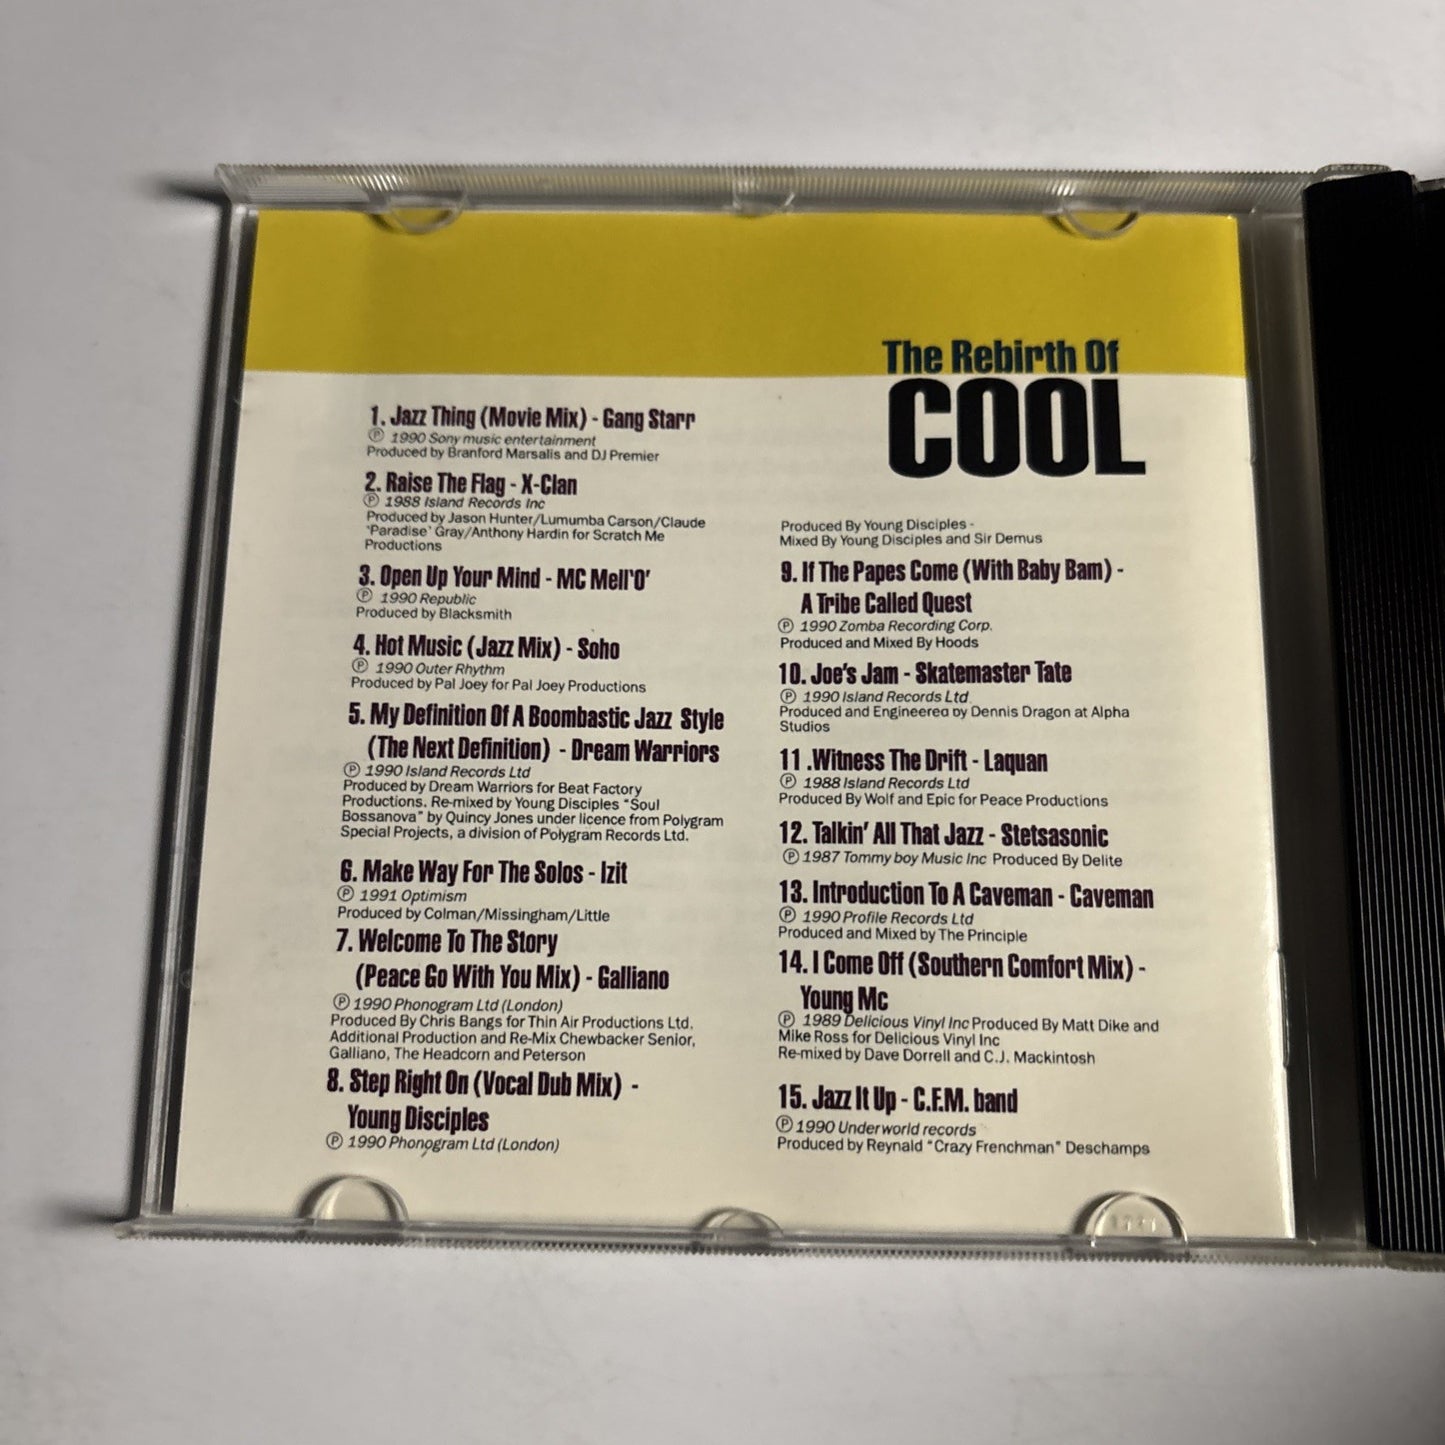 The Rebirth Of
COOL
1. Jazz Thing (Movie Mix) - Gang Starr
Ⓟ 1990 Sony music entertainment
Produced by Branford Marsalis and DJ Premier
2. Raise The Flag - X-Clan
Ⓟ 1988 Island Records Inc
Produced by Jason Hunter/Lumumba Carson/Claude
'Paradise' Gray/Anthony Hardin for Scratch Me
Productions
3. Open Up Your Mind - MC Mell'O'
Ⓟ 1990 Republic
Produced by Blacksmith
4. Hot Music (Jazz Mix) - Soho
Ⓟ 1990 Outer Rhythm
Produced by Pal Joey for Pal Joey Productions
5. My Definition Of A Boombastic Jazz Style
(The Next Definition) - Dream Warriors
Ⓟ 1990 Island Records Ltd
Produced by Dream Warriors for Beat Factory
Productions. Re-mixed by Young Disciples "Soul
Bossanova" by Quincy Jones under licence from Polygram
Special Projects, a division of Polygram Records Ltd.
6. Make Way For The Solos - Izit
Ⓟ 1991 Optimism
Produced by Colman/Missingham/Little
7. Welcome To The Story
(Peace Go With You Mix) - Galliano
Ⓟ 1990 Phonogram Ltd (London)
Produced By Chris Bangs for Thin Air Productions Ltd.
Additional Production and Re-Mix Chewbacker Senior,
Galliano, The Headcorn and Peterson
8. Step Right On (Vocal Dub Mix) -
Young Disciples
Ⓟ 1990 Phonogram Ltd (London)
Produced By Young Disciples -
Mixed By Young Disciples and Sir Demus
9. If The Papes Come (With Baby Bam) -
A Tribe Called Quest
Ⓟ 1990 Zomba Recording Corp.
Produced and Mixed By Hoods
10. Joe's Jam - Skatemaster Tate
Ⓟ 1990 Island Records Ltd.
Produced and Engineered by Dennis Dragon at Alpha
Studios
11 .Witness The Drift - Laquan
Ⓟ 1988 Island Records Ltd
Produced By Wolf and Epic for Peace Productions
12. Talkin' All That Jazz - Stetsasonic
Ⓟ 1987 Tommy boy Music Inc Produced By Delite
13. Introduction To A Caveman - Caveman
Ⓟ 1990 Profile Records Ltd
Produced and Mixed by The Principle
14. I Come Off (Southern Comfort Mix) -
Young Mc
Ⓟ 1989 Delicious Vinyl Inc Produced By Matt Dike and
Mike Ross for Delicious Vinyl Inc
Re-mixed by Dave Dorrell and C.J. Mackintosh
15. Jazz It Up - C.F.M. band
Ⓟ 1990 Underworld records
Produced by Reynald "Crazy Frenchman" Deschamps